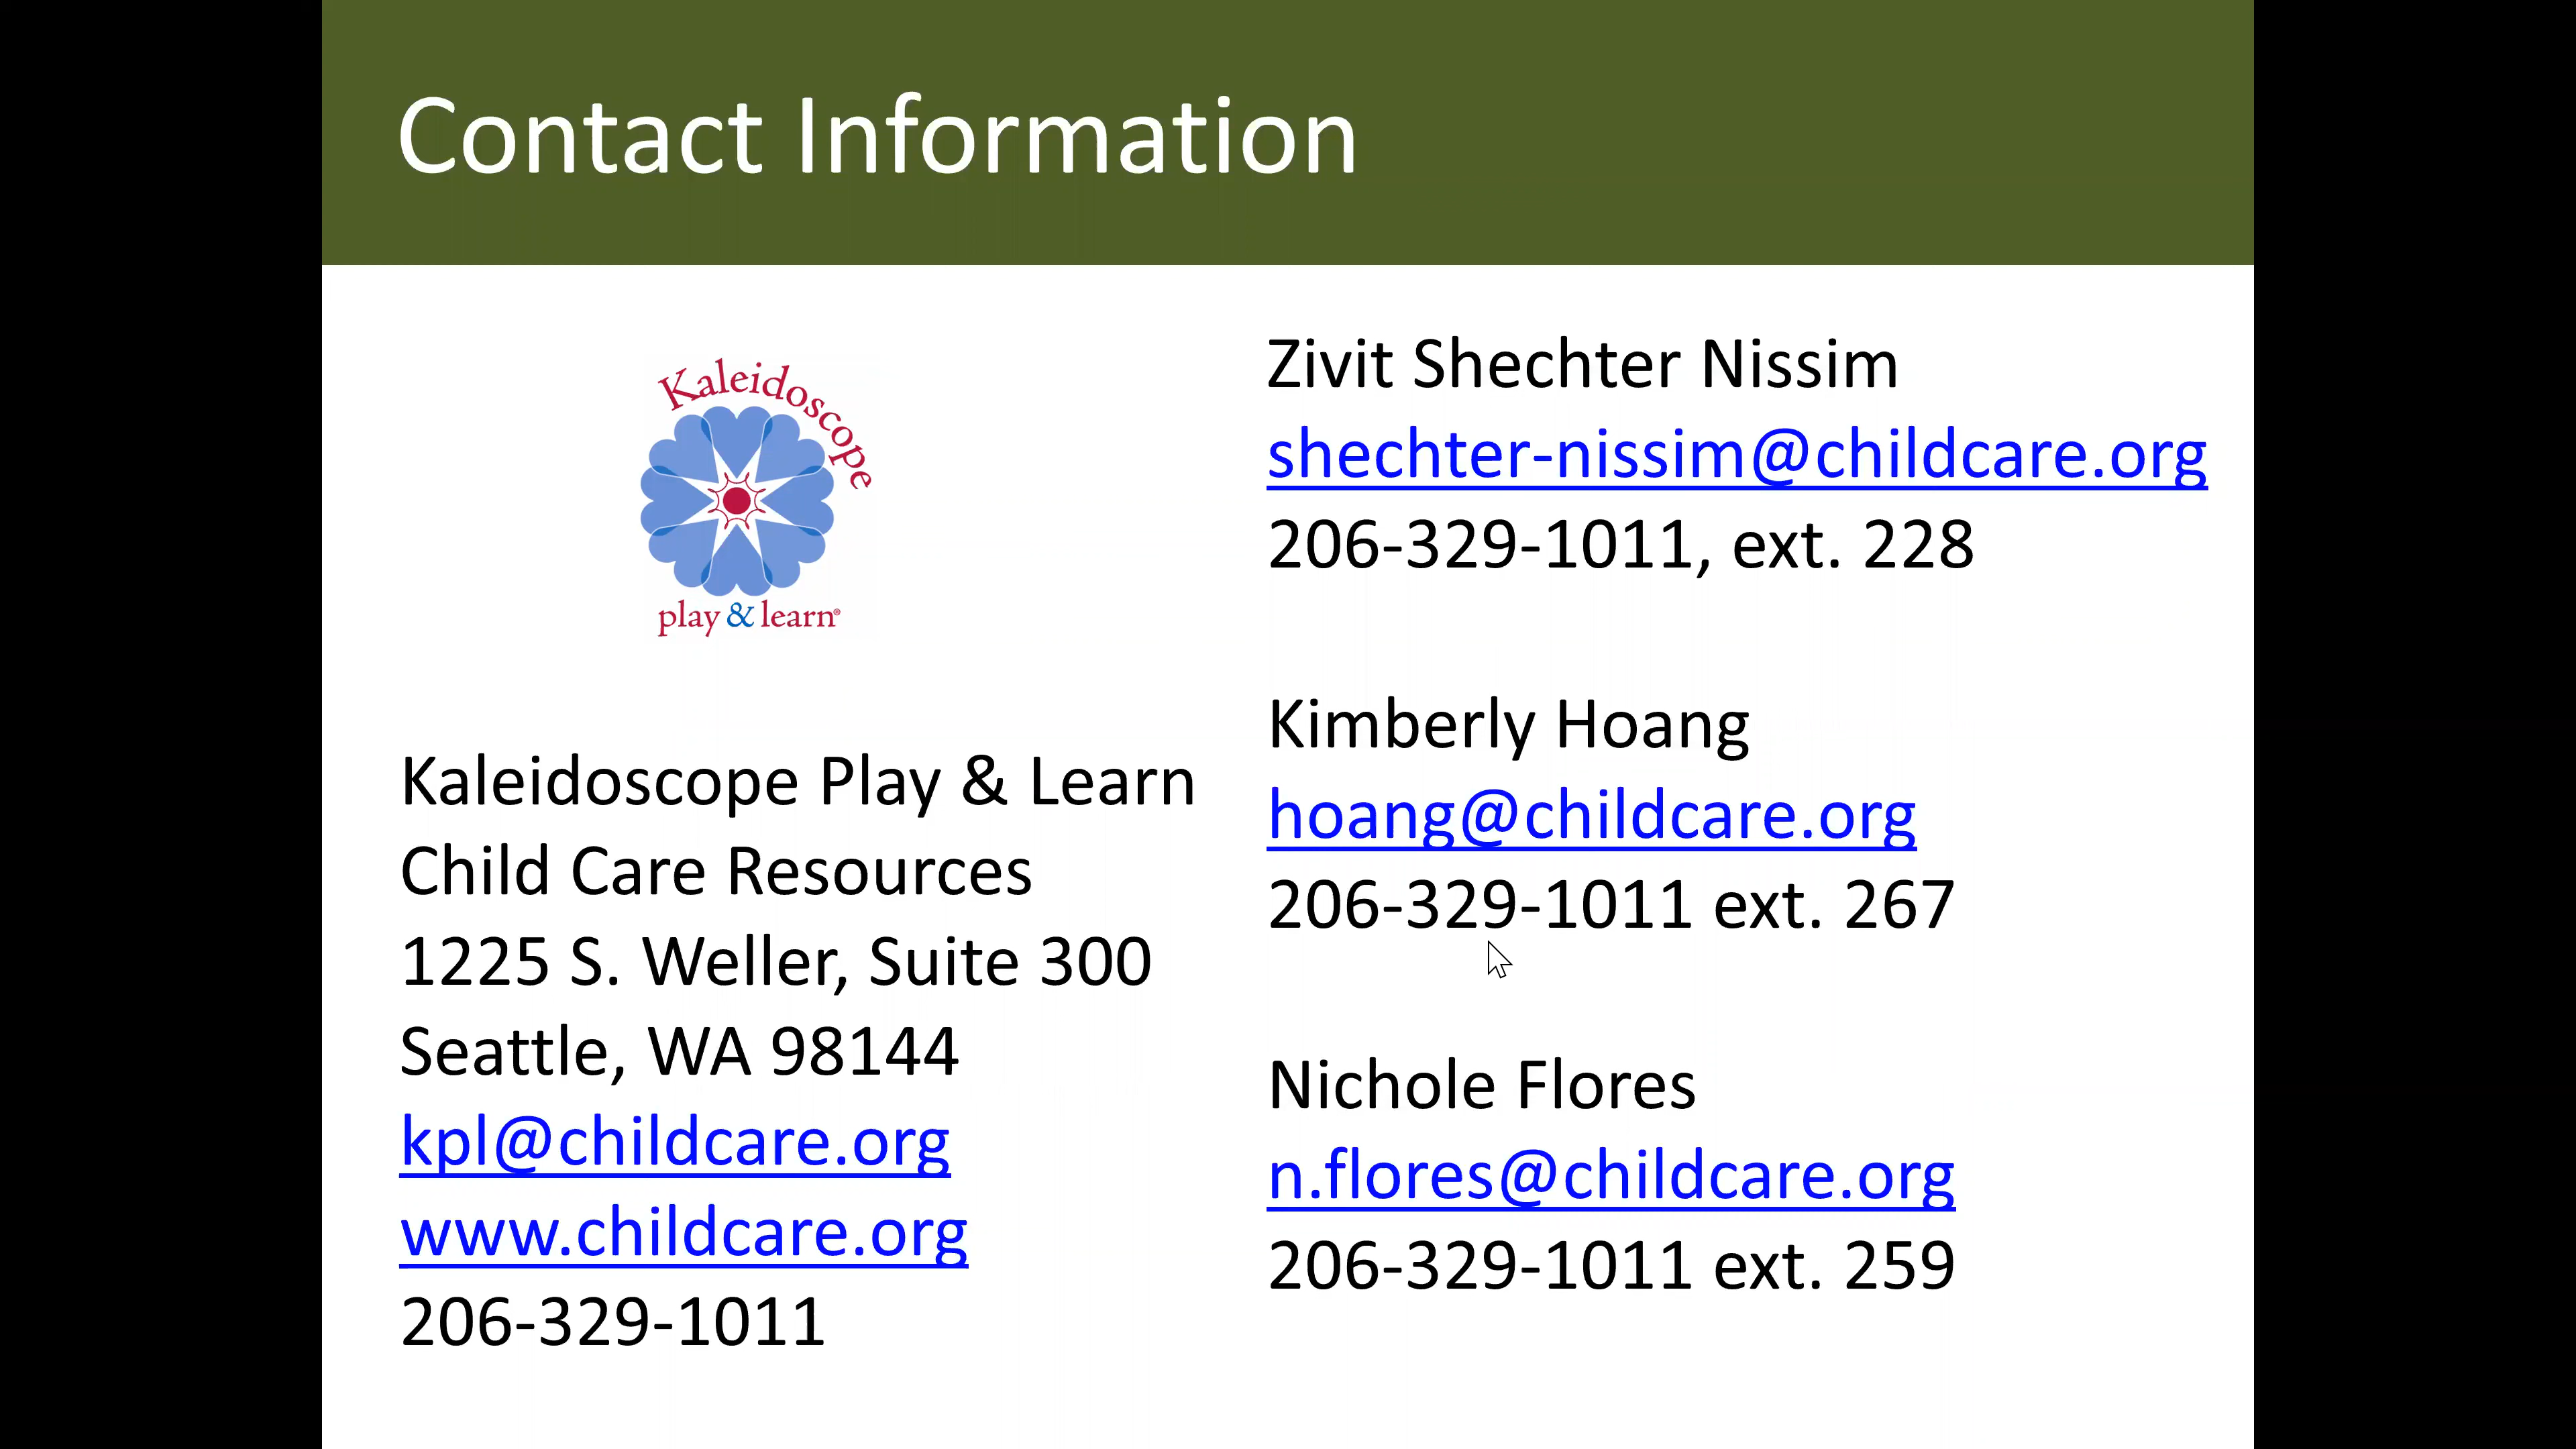 Contact Information
Kaleidoscope
play & learn®
Kaleidoscope Play & Learn
Child Care Resources
1225 S. Weller, Suite 300
Seattle, WA 98144
kpl@childcare.org
www.childcare.org
206-329-1011
Zivit Shechter Nissim
shechter-nissim@childcare.org
206-329-1011, ext. 228
Kimberly Hoang
hoang@childcare.org
206-329-1011 ext. 267
Nichole Flores
n.flores@childcare.org
206-329-1011 ext. 259